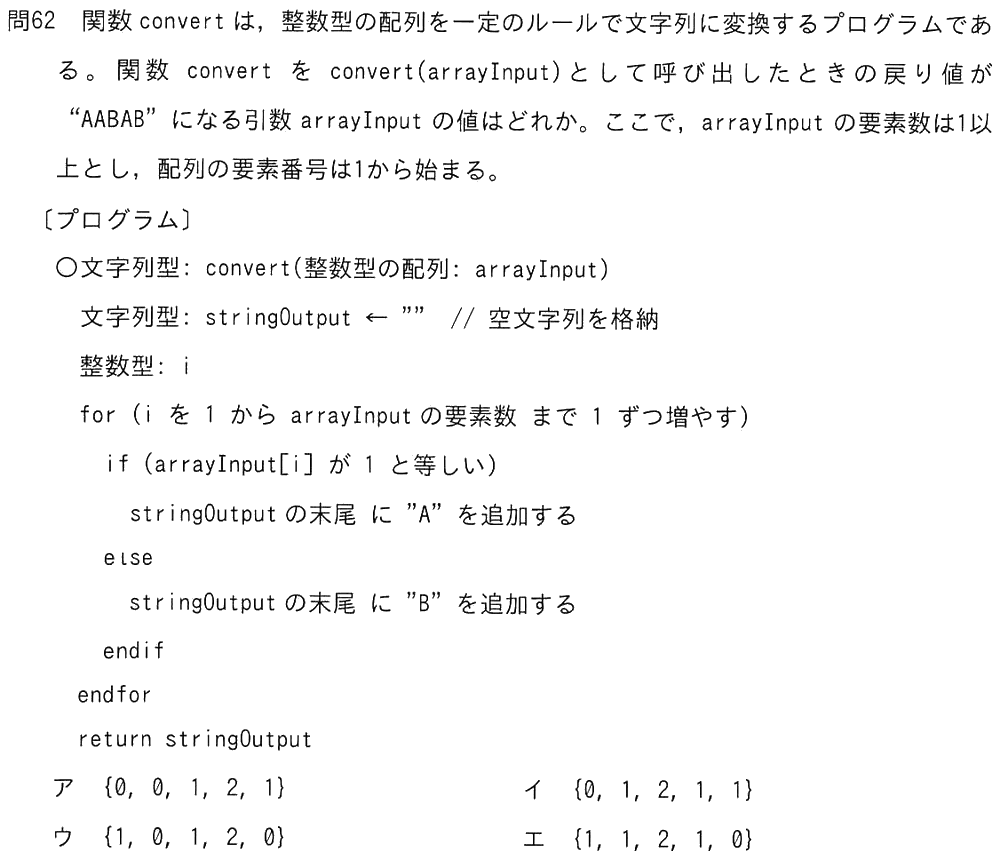 問62 関数 convert は，整数型の配列を一定のルールで文字列に変換するプログラムであ
る。関数 convert を convert(arrayInput)として呼び出したときの戻り値が
“AABAB” になる引数 arrayInput の値はどれか。ここで，arrayInput の要素数は1以
上とし，配列の要素番号は1から始まる。
〔プログラム〕
○文字列型: convert(整数型の配列: arrayInput)
文字列型: stringOutput ← ”” // 空文字列を格納
整数型: i
for (i を 1 から arrayInput の要素数 まで 1 ずつ増やす)
if (arrayInput[i] が 1 と等しい)
stringOutput の末尾 に ”A” を追加する
else
stringOutput の末尾 に ”B” を追加する
endif
endfor
return stringOutput
ア {0, 0, 1, 2, 1} イ {0, 1, 2, 1, 1}
ウ {1, 0, 1, 2, 0} エ {1, 1, 2, 1, 0}